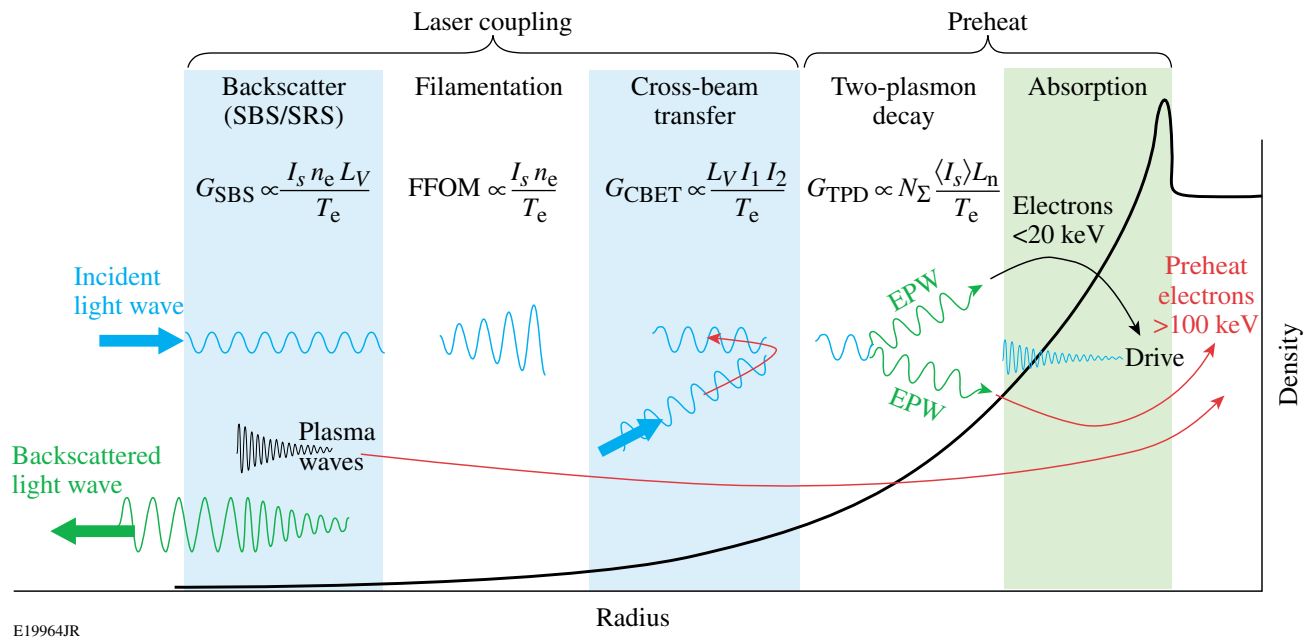 Laser coupling
Preheat
Backscatter
(SBS/SRS)
Filamentation
Cross-beam
transfer
Two-plasmon
decay
Absorption
G_SBS ∝ I_s n_e L_V / T_e
FFOM ∝ I_s n_e / T_e
G_CBET ∝ L_V I_1 I_2 / T_e
G_TPD ∝ N_Σ ⟨I_s⟩L_n / T_e
Electrons
<20 keV
Incident
light wave
EPW
EPW
Preheat
electrons
>100 keV
Drive
Plasma
waves
Backscattered
light wave
Density
Radius
E19964JR